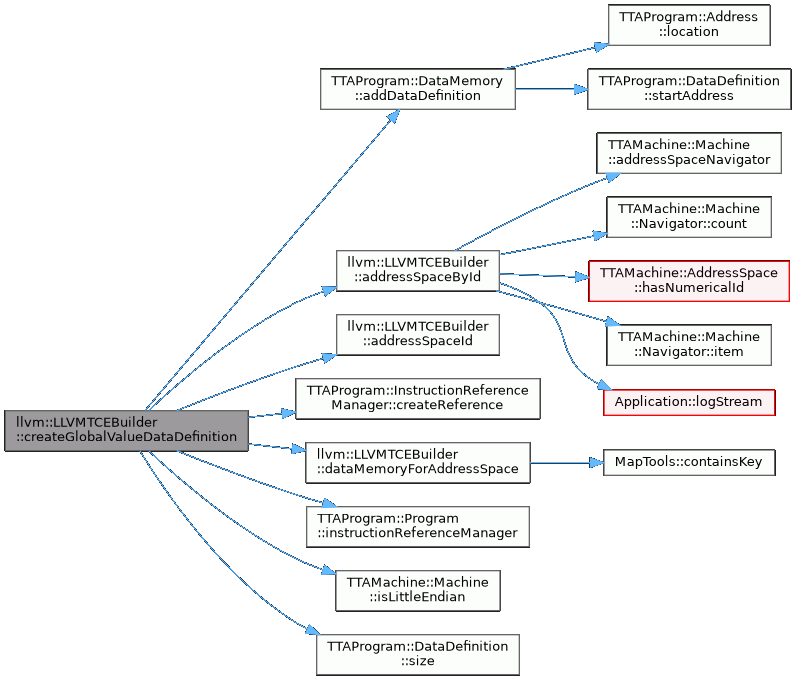 TTAProgram::Address
::location
TTAProgram::DataMemory
::addDataDefinition
TTAProgram::DataDefinition
::startAddress
TTAMachine::Machine
::addressSpaceNavigator
TTAMachine::Machine
Navigator::count
llvm::LLVMTCEBuilder
::addressSpaceById
TTAMachine::AddressSpace
::hasNumericalId
llvm::LLVMTCEBuilder
::addressSpaceId
TTAMachine::Machine
Navigator::item
TTAProgram::InstructionReference
Manager::createReference
Application::logStream
llvm::LLVMTCEBuilder
::createGlobalValueDataDefinition
llvm::LLVMTCEBuilder
::dataMemoryForAddressSpace
MapTools::containsKey
TTAProgram::Program
::instructionReferenceManager
TTAMachine::Machine
::isLittleEndian
TTAProgram::DataDefinition
::size